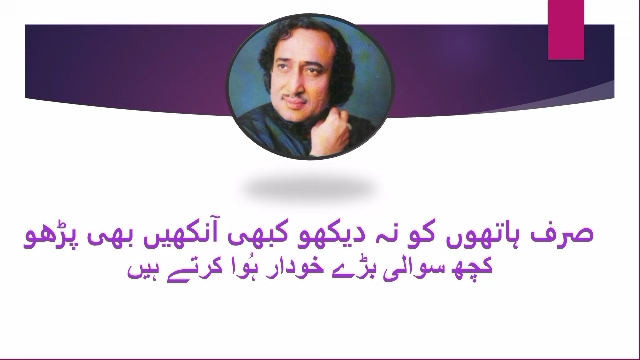 صرف ہاتھوں کو نہ دیکھو کبھی آنکھیں بھی پڑھو
کچھ سوالی بڑے خودار ہُوا کرتے ہیں